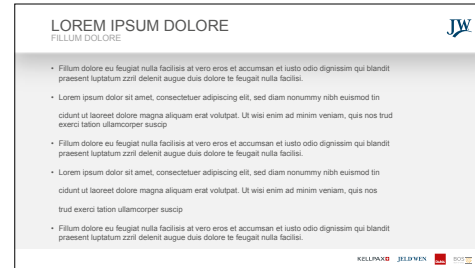 LOREM IPSUM DOLORE
FILLUM DOLORE
JW
• Fillum dolore eu feugiat nulla facilisis at vero eros et accumsan et iusto odio dignissim qui blandit
praesent luptatum zzril delenit augue duis dolore te feugait nulla facilisi.
• Lorem ipsum dolor sit amet, consectetuer adipiscing elit, sed diam nonummy nibh euismod tin
cidunt ut laoreet dolore magna aliquam erat volutpat. Ut wisi enim ad minim veniam, quis nos trud
exerci tation ullamcorper suscip
• Fillum dolore eu feugiat nulla facilisis at vero eros et accumsan et iusto odio dignissim qui blandit
praesent luptatum zzril delenit augue duis dolore te feugait nulla facilisi.
• Lorem ipsum dolor sit amet, consectetuer adipiscing elit, sed diam nonummy nibh euismod tin
cidunt ut laoreet dolore magna aliquam erat volutpat. Ut wisi enim ad minim veniam, quis nos
trud exerci tation ullamcorper suscip
• Fillum dolore eu feugiat nulla facilisis at vero eros et accumsan et iusto odio dignissim qui blandit
praesent luptatum zzril delenit augue duis dolore te feugait nulla facilisi.
KELLPAX JELD WEN